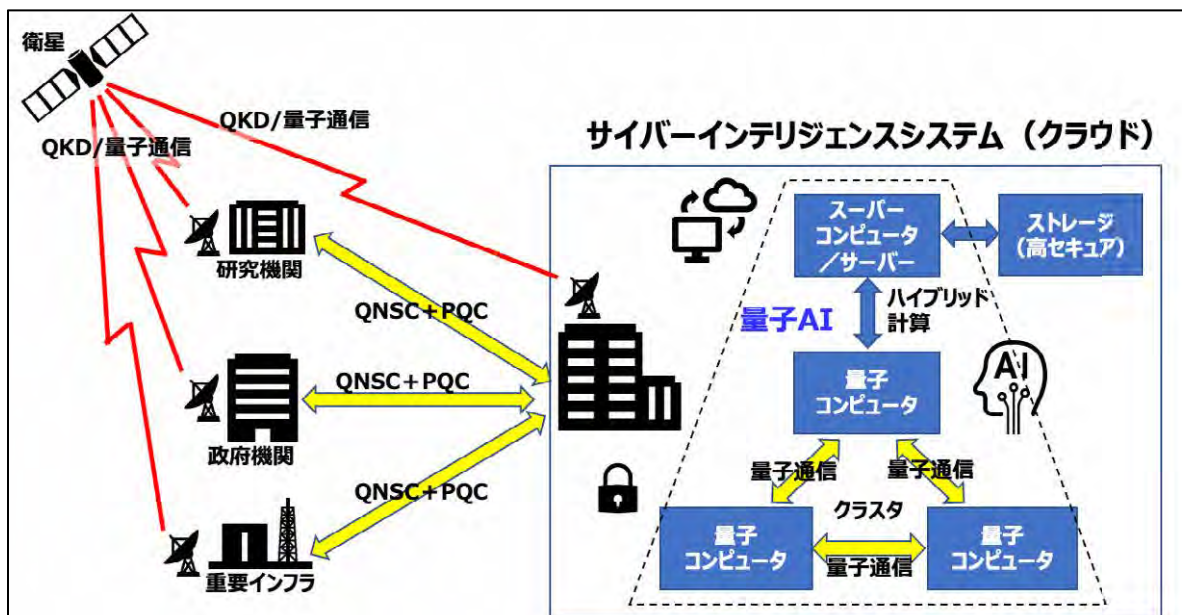 衛星
QKD/量子通信
QKD/量子通信
サイバーインテリジェンスシステム（クラウド）
研究機関
QNSC＋PQC
政府機関
QNSC＋PQC
重要インフラ
QNSC＋PQC
スーパー
コンピュータ
／サーバー
ストレージ
（高セキュア）
ハイブリッド
計算
量子AI
量子
コンピュータ
AI
量子通信
量子通信
クラスタ
量子
コンピュータ
量子通信
量子
コンピュータ